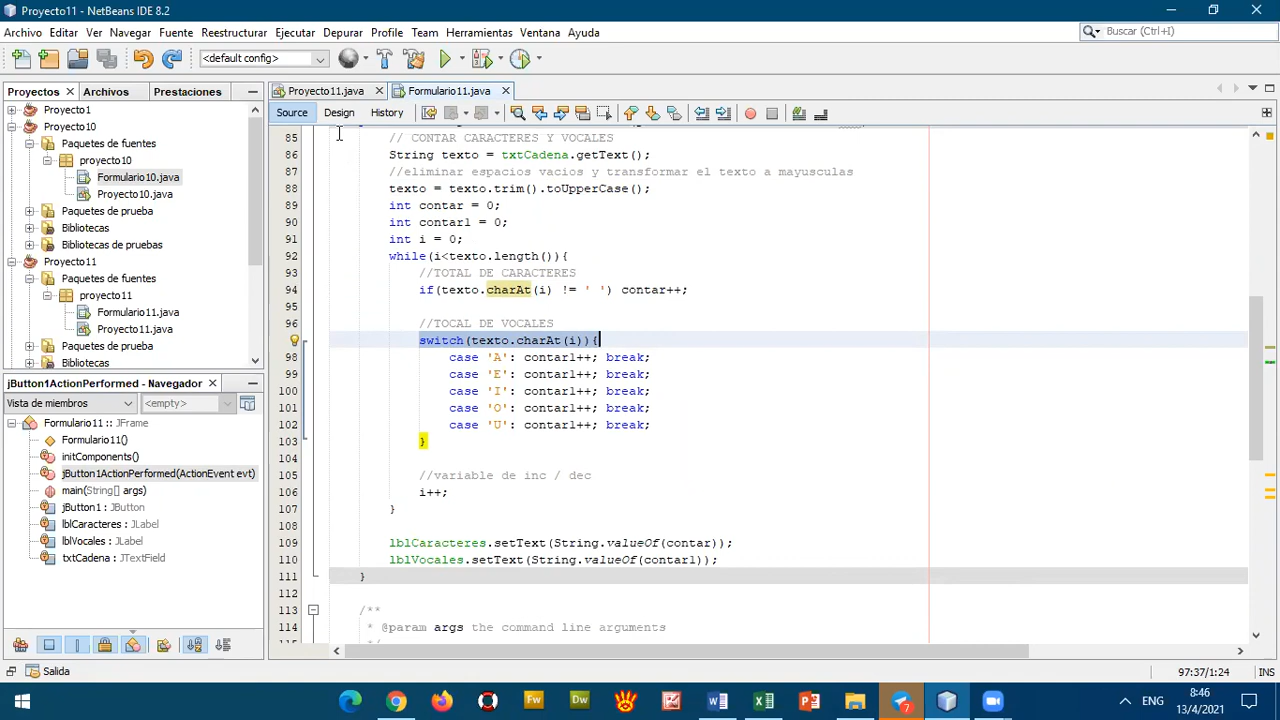 Proyecto11 - NetBeans IDE 8.2
Archivo Editar Ver Navegar Fuente Reestructurar Ejecutar Depurar Profile Team Herramientas Ventana Ayuda
Buscar (Ctrl+I)
<default config>
Proyectos Archivos Prestaciones
Proyecto11.java Formulario11.java
Source Design History
Proyecto1
Proyecto10
Paquetes de fuentes
proyecto10
Formulario10.java
Proyecto10.java
Paquetes de prueba
Bibliotecas
Bibliotecas de pruebas
Proyecto11
Paquetes de fuentes
proyecto11
Formulario11.java
Proyecto11.java
Paquetes de prueba
Bibliotecas
jButton1ActionPerformed - Navegador
Vista de miembros <empty>
Formulario11 :: JFrame
Formulario11()
initComponents()
jButton1ActionPerformed(ActionEvent evt)
main(String[] args)
jButton1 : JButton
lblCaracteres : JLabel
lblVocales : JLabel
txtCadena : JTextField
85 // CONTAR CARACTERES Y VOCALES
86 String texto = txtCadena.getText();
87 //eliminar espacios vacios y transformar el texto a mayusculas
88 texto = texto.trim().toUpperCase();
89 int contar = 0;
90 int contar1 = 0;
91 int i = 0;
92 while(i<texto.length()){
93 //TOTAL DE CARACTERES
94 if(texto.charAt(i) != ' ') contar++;
95
96 //TOCAL DE VOCALES
switch(texto.charAt(i)){
98 case 'A': contar1++; break;
99 case 'E': contar1++; break;
100 case 'I': contar1++; break;
101 case 'O': contar1++; break;
102 case 'U': contar1++; break;
103 }
104
105 //variable de inc / dec
106 i++;
107 }
108
109 lblCaracteres.setText(String.valueOf(contar));
110 lblVocales.setText(String.valueOf(contar1));
111 }
112
113 /**
114 * @param args the command line arguments
Salida
97:37/1:24
ENG
8:46
13/4/2021
Fw
Dw
7